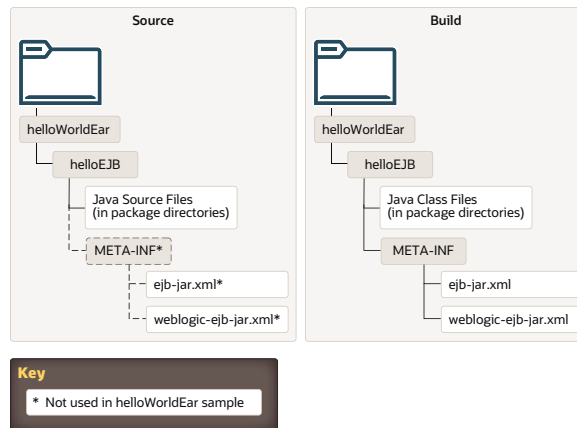 Source
helloWorldEar
helloEJB
Java Source Files
(in package directories)
META-INF*
ejb-jar.xml*
weblogic-ejb-jar.xml*
Build
helloWorldEar
helloEJB
Java Class Files
(in package directories)
META-INF
ejb-jar.xml
weblogic-ejb-jar.xml
Key
* Not used in helloWorldEar sample